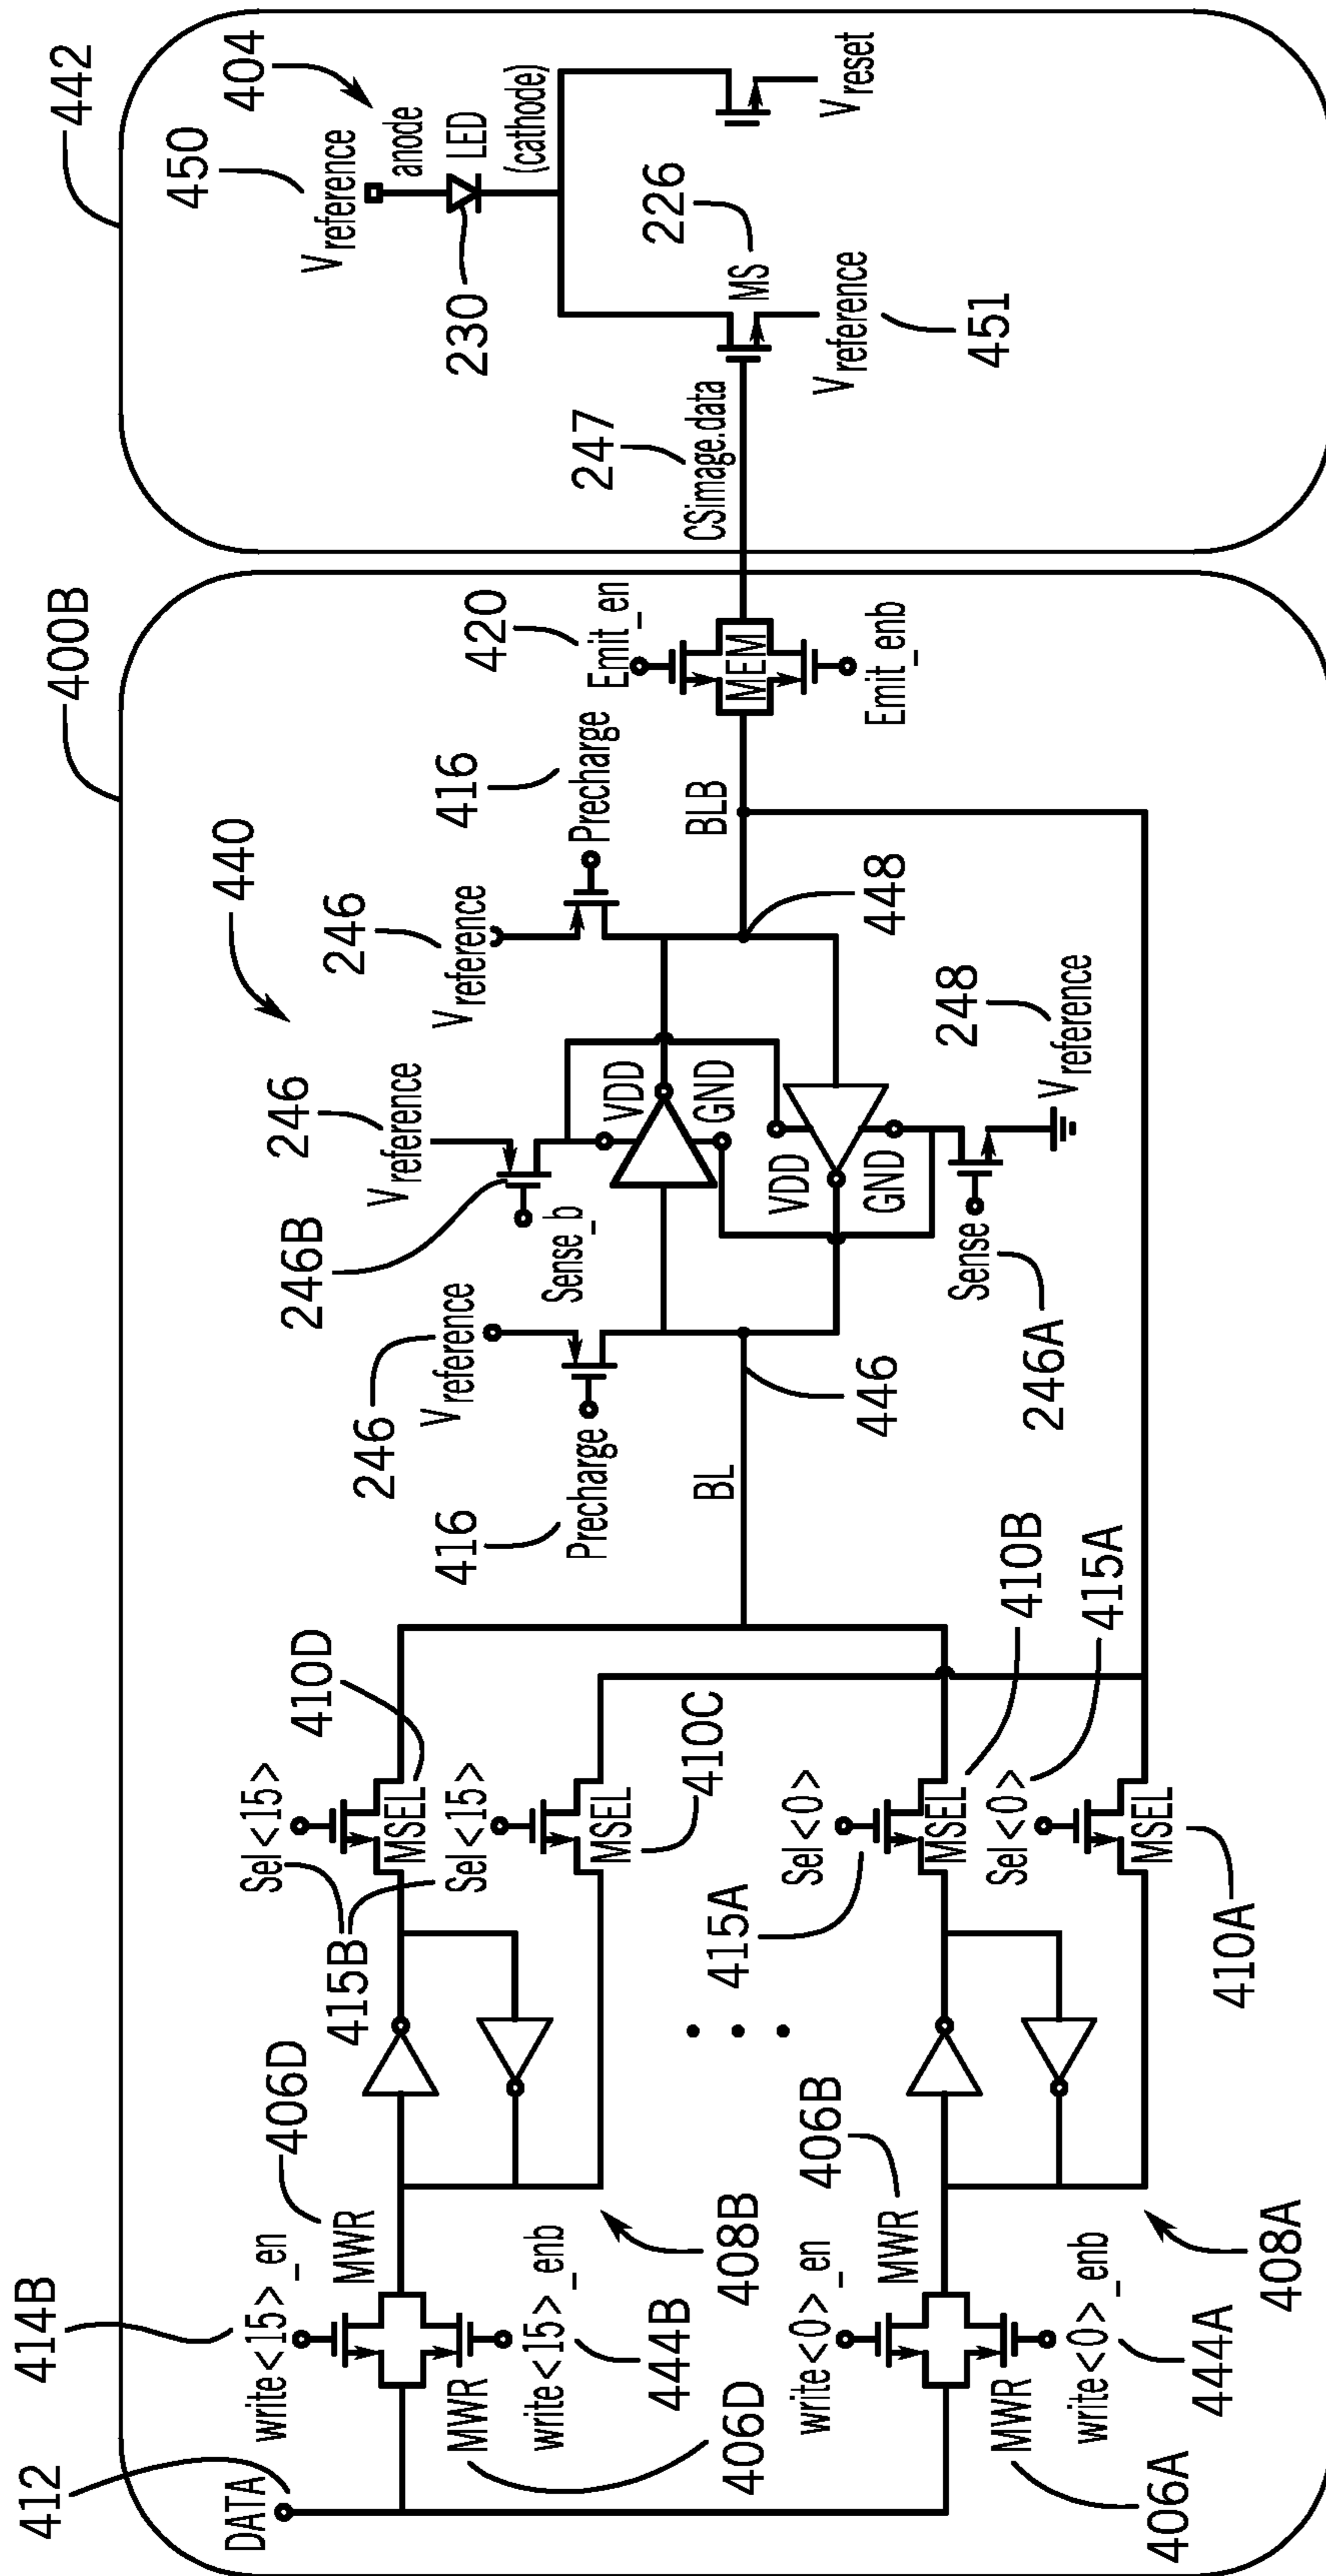 412
DATA
414B
write<15>_en
MWR
406D
MWR
406D
write<15>_enb
444B
408B
write<0>_en
MWR
406B
MWR
406A
write<0>_enb
444A
408A
Sel<15>
415B
MSEL
410D
Sel<15>
MSEL
410C
Sel<0>
415A
MSEL
410B
Sel<0>
415A
MSEL
410A
400B
440
BL
446
416
Precharge
246
Vreference
246B
Sense_b
246
Vreference
VDD
GND
VDD
GND
Sense
246A
248
Vreference
246
Vreference
416
Precharge
BLB
448
420
Emit_en
MEM
Emit_enb
442
247
CSimage.data
450
Vreference
404
anode
LED
(cathode)
230
226
MS
Vreference
451
Vreset